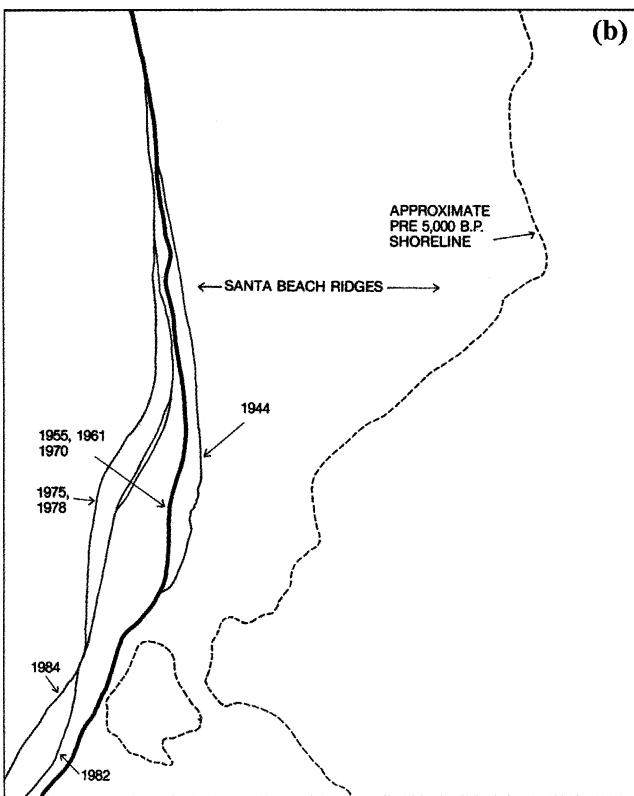 (b)
APPROXIMATE
PRE 5,000 B.P.
SHORELINE
SANTA BEACH RIDGES
1944
1955, 1961
1970
1975,
1978
1984
1982